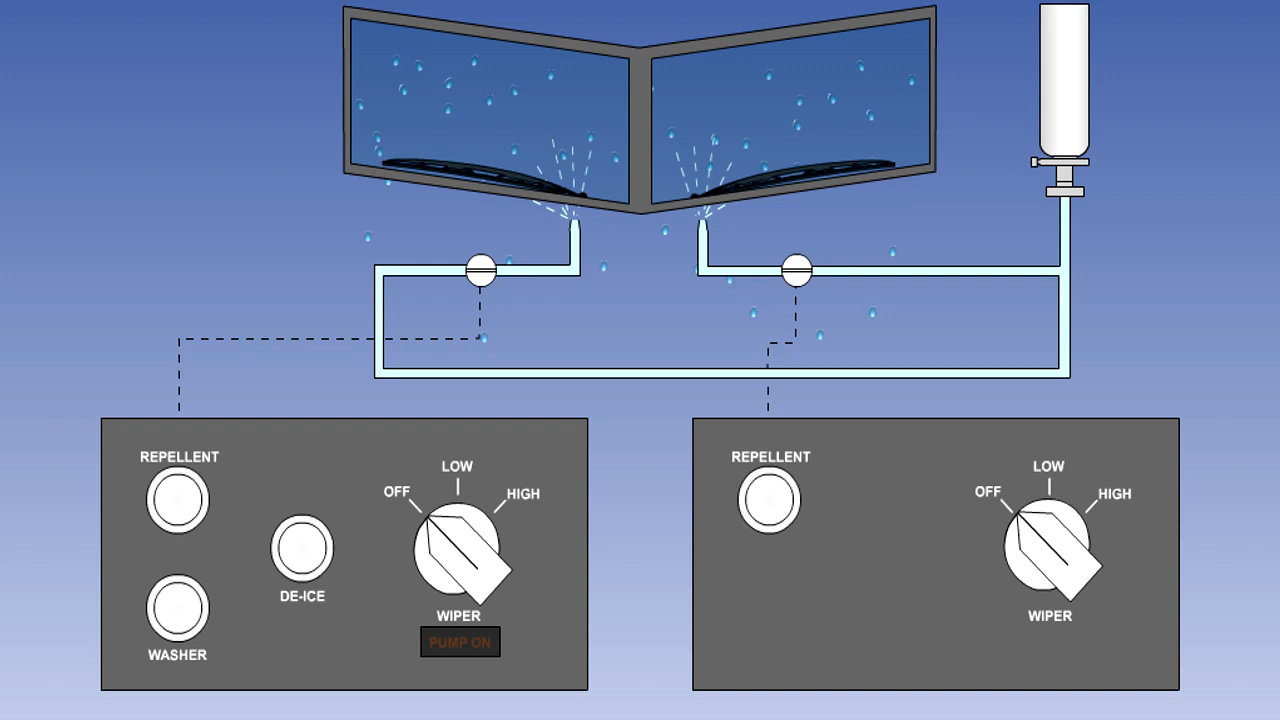 REPELLENT
LOW
OFF
HIGH
DE-ICE
WIPER
PUMP ON
WASHER
REPELLENT
LOW
OFF
HIGH
WIPER